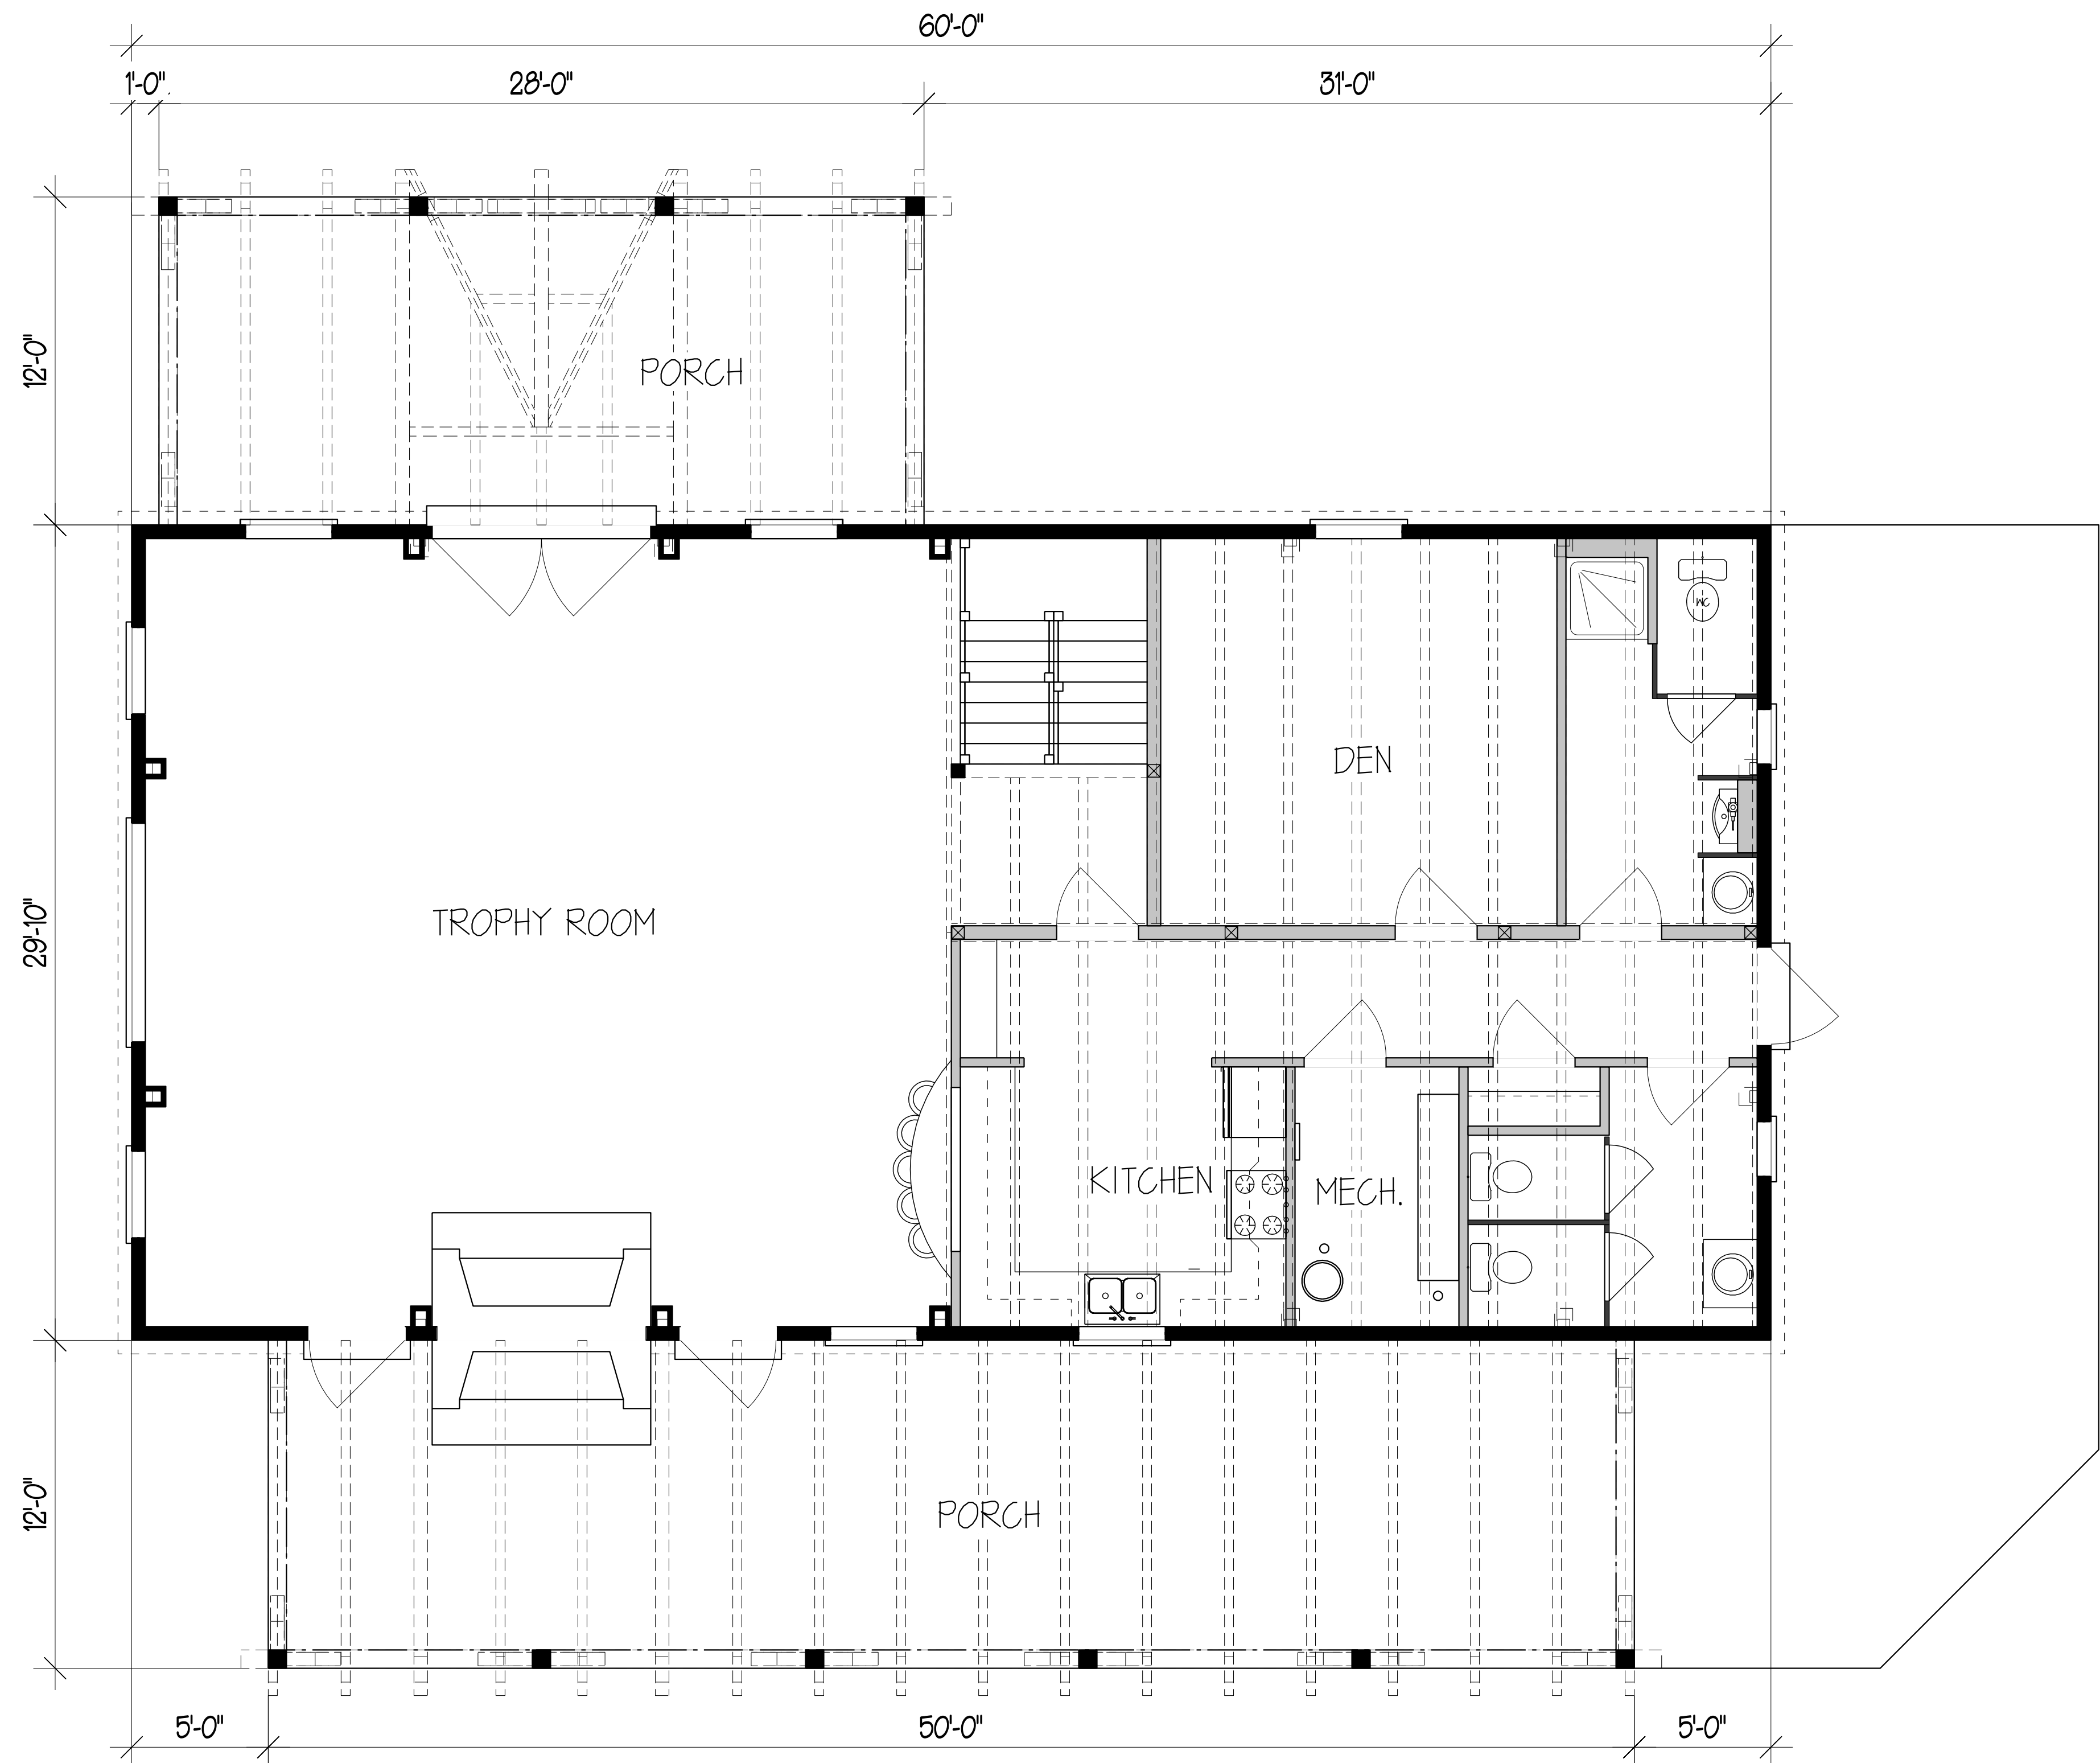 60'-0"
1'-0"
28'-0"
31'-0"
12'-0"
PORCH
WC
DEN
29'-10"
TROPHY ROOM
KITCHEN
MECH.
12'-0"
PORCH
5'-0"
50'-0"
5'-0"